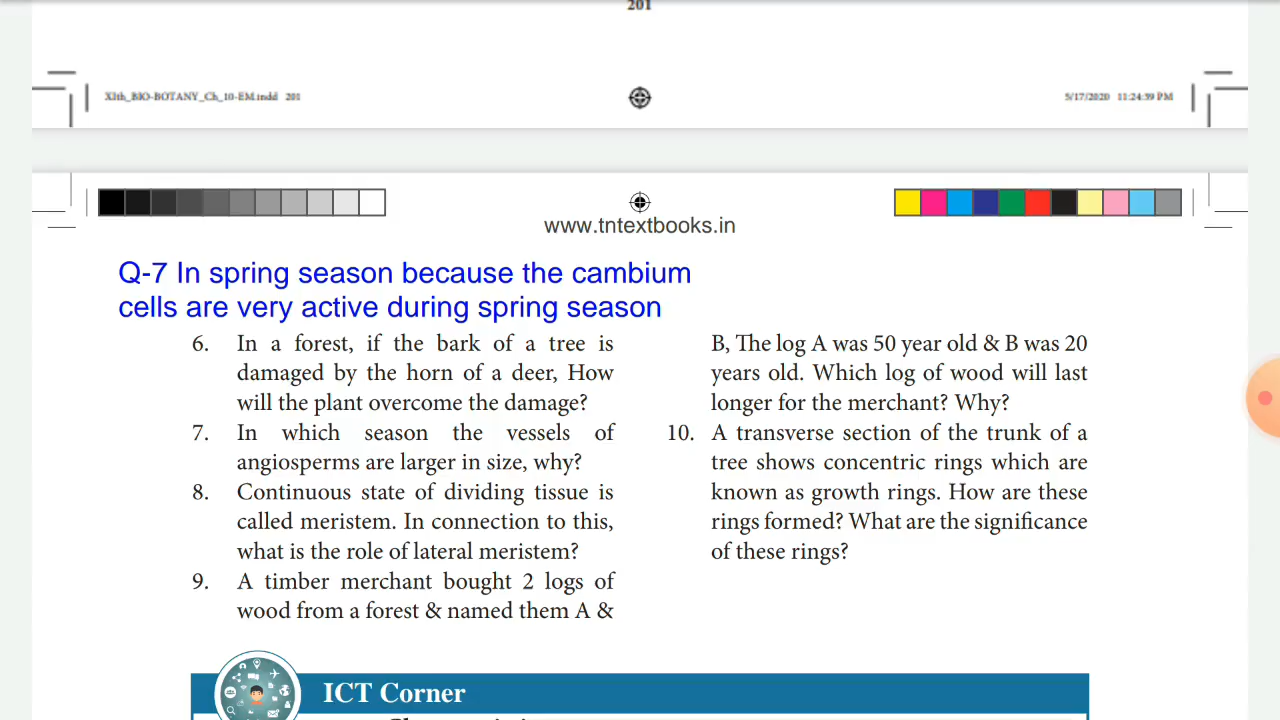 201
XIth_BIO-BOTANY_Ch_10-EM.indd 201
5/17/2020 11:24:39 PM
www.tntextbooks.in
Q-7 In spring season because the cambium
cells are very active during spring season
6. In a forest, if the bark of a tree is
damaged by the horn of a deer, How
will the plant overcome the damage?
7. In which season the vessels of
angiosperms are larger in size, why?
8. Continuous state of dividing tissue is
called meristem. In connection to this,
what is the role of lateral meristem?
9. A timber merchant bought 2 logs of
wood from a forest & named them A &
B, The log A was 50 year old & B was 20
years old. Which log of wood will last
longer for the merchant? Why?
10. A transverse section of the trunk of a
tree shows concentric rings which are
known as growth rings. How are these
rings formed? What are the significance
of these rings?
ICT Corner